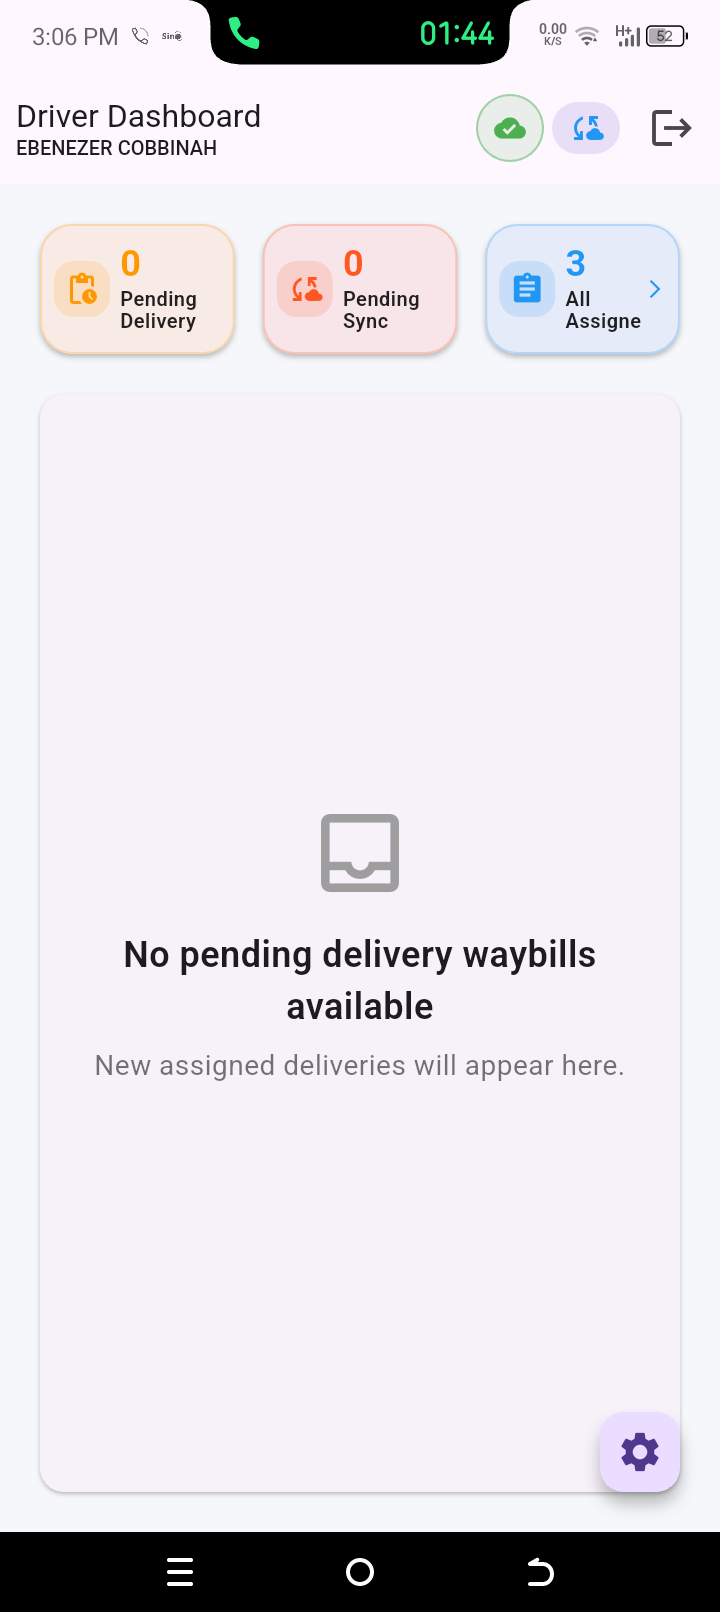 3:06 PM
01:44
0.00
K/S
H+
52
Driver Dashboard
EBENEZER COBBINAH
0
Pending
Delivery
0
Pending
Sync
3
All
Assigne
No pending delivery waybills
available
New assigned deliveries will appear here.